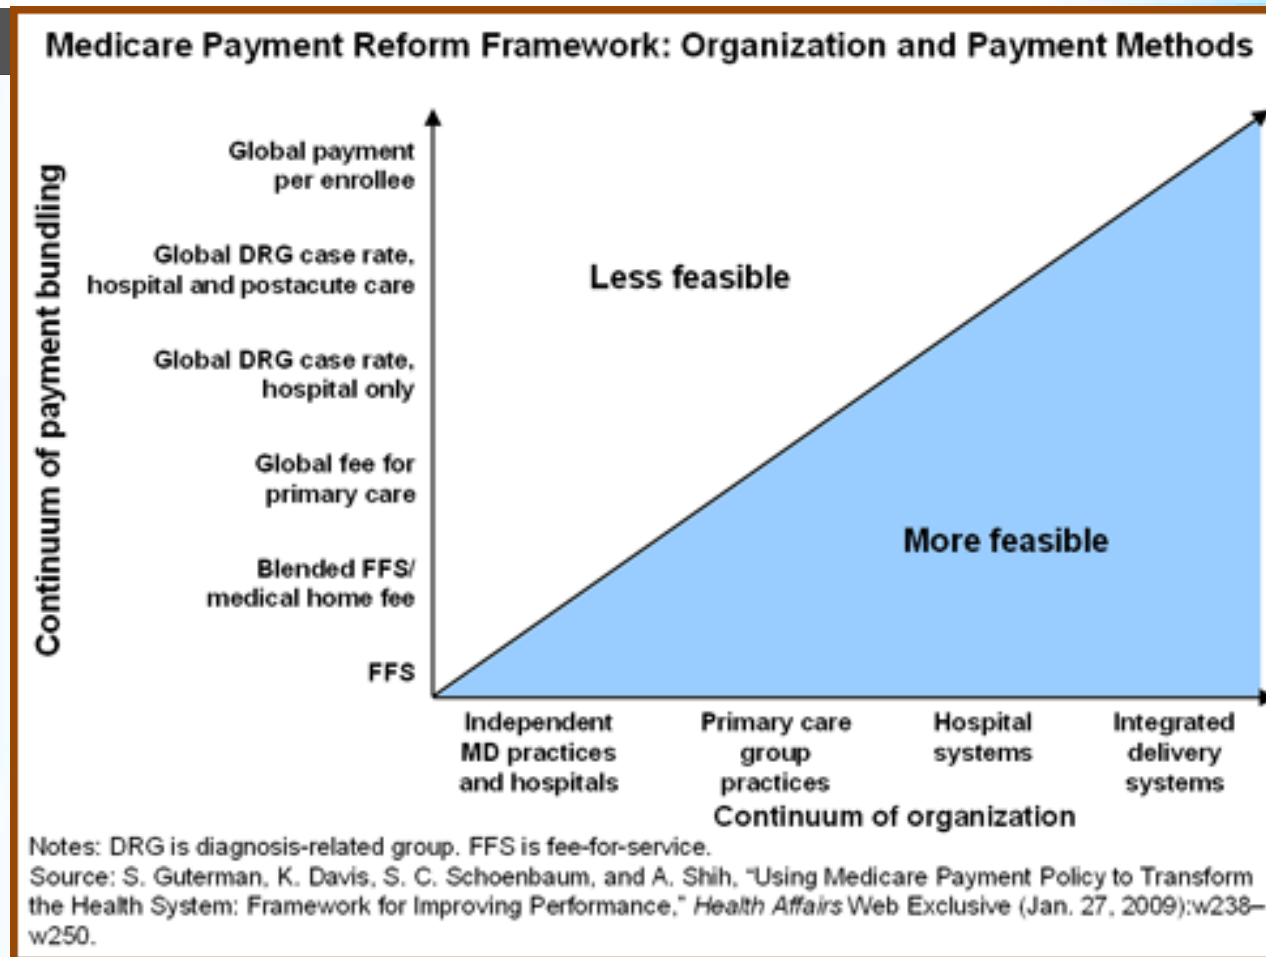 Medicare Payment Reform Framework: Organization and Payment Methods
Continuum of payment bundling
Global payment
per enrollee
Global DRG case rate,
hospital and postacute care
Global DRG case rate,
hospital only
Global fee for
primary care
Blended FFS/
medical home fee
FFS
Less feasible
More feasible
Independent
MD practices
and hospitals
Primary care
group
practices
Hospital
systems
Integrated
delivery
systems
Continuum of organization
Notes: DRG is diagnosis-related group. FFS is fee-for-service.
Source: S. Guterman, K. Davis, S. C. Schoenbaum, and A. Shih, “Using Medicare Payment Policy to Transform
the Health System: Framework for Improving Performance,” Health Affairs Web Exclusive (Jan. 27, 2009):w238–
w250.